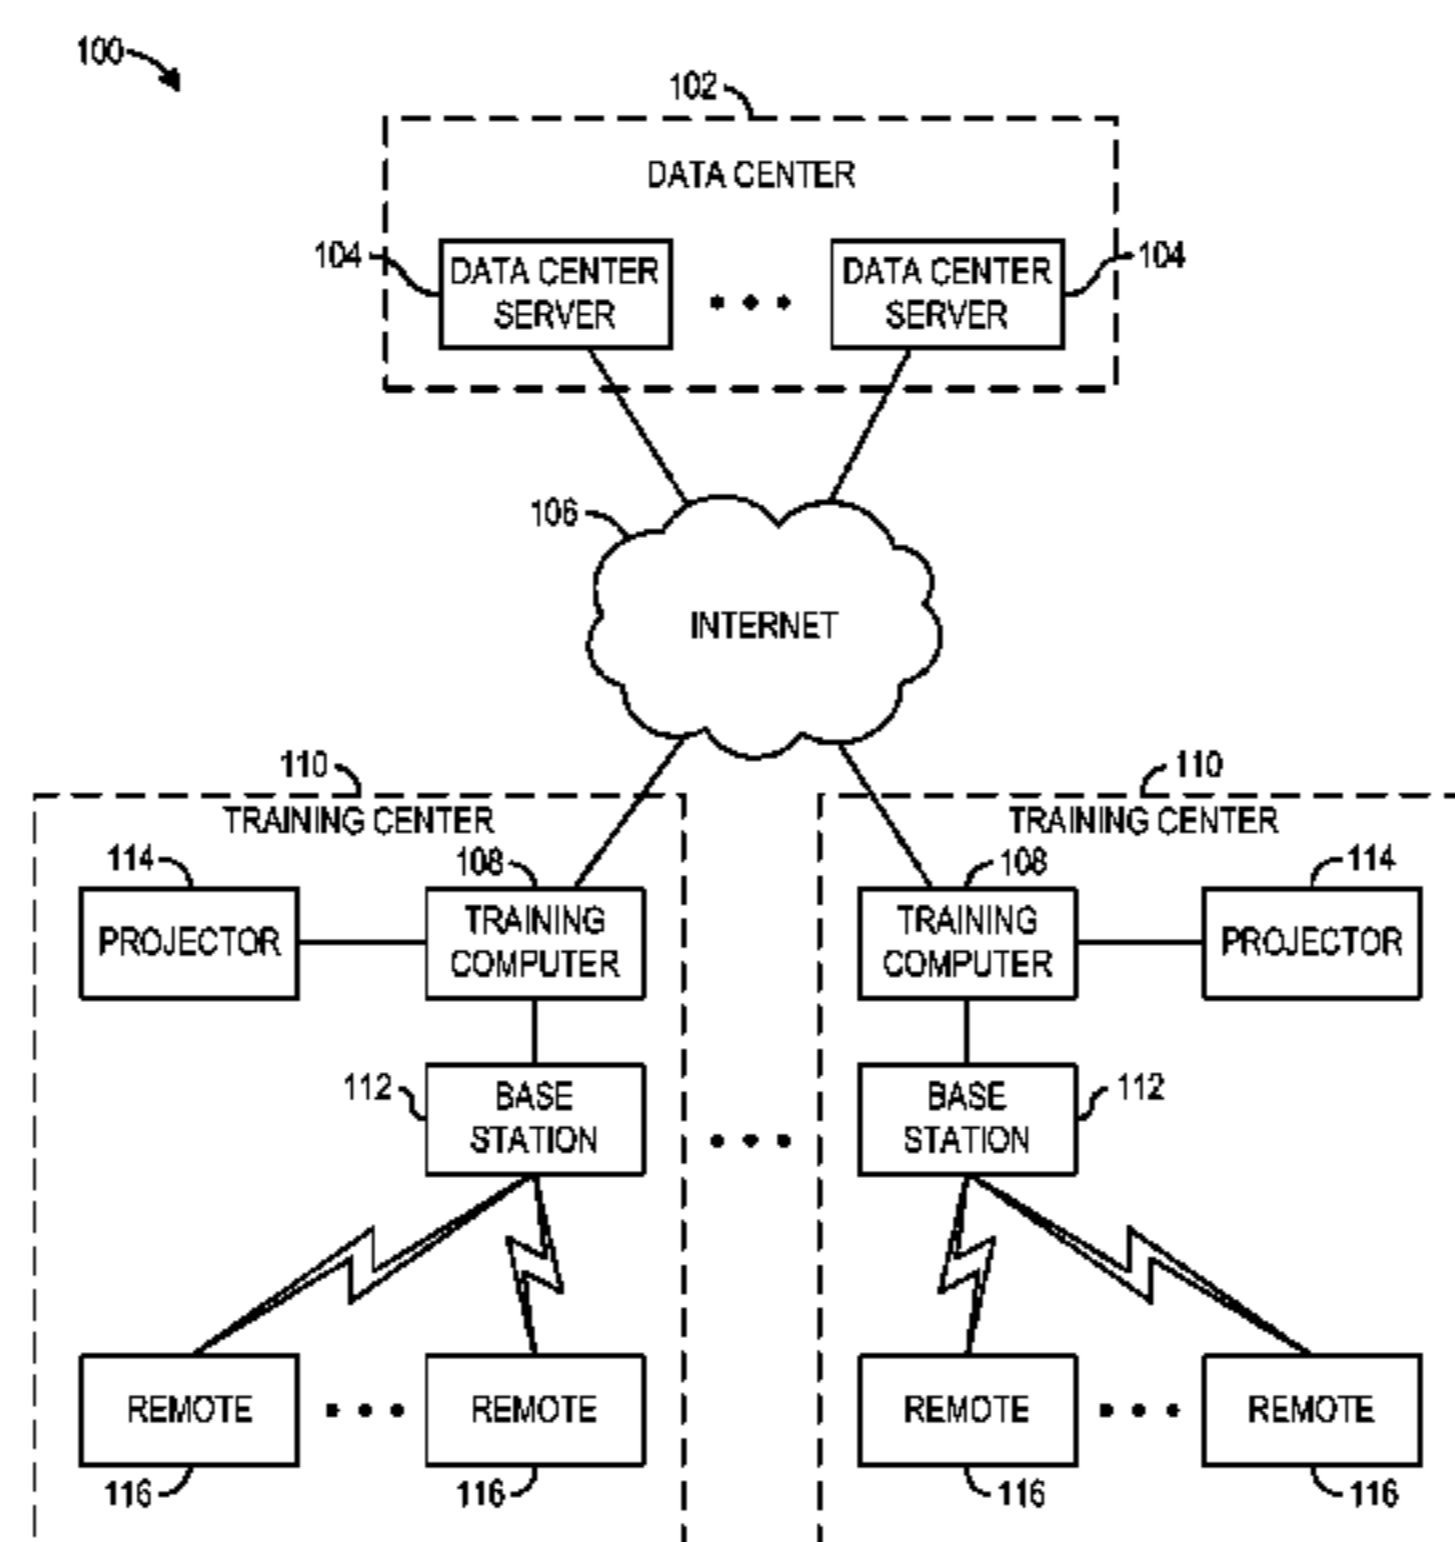 100
102
DATA CENTER
104
DATA CENTER
SERVER
DATA CENTER
SERVER
104
106
INTERNET
110
TRAINING CENTER
110
TRAINING CENTER
114
PROJECTOR
108
TRAINING
COMPUTER
108
TRAINING
COMPUTER
114
PROJECTOR
112
BASE
STATION
BASE
STATION
112
REMOTE
116
REMOTE
116
REMOTE
116
REMOTE
116